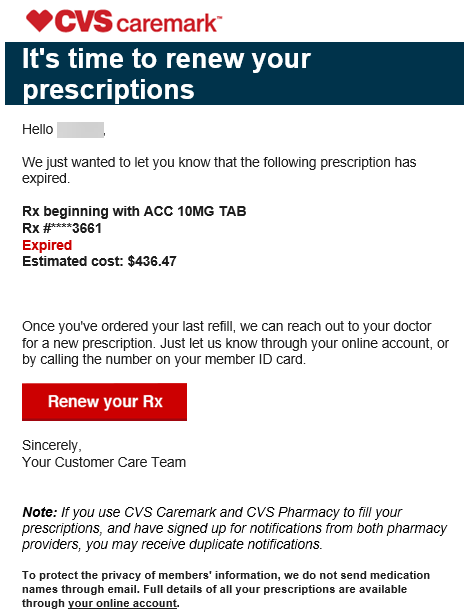 CVS caremark™
It's time to renew your
prescriptions
Hello ,
We just wanted to let you know that the following prescription has
expired.
Rx beginning with ACC 10MG TAB
Rx #****3661
Expired
Estimated cost: $436.47
Once you've ordered your last refill, we can reach out to your doctor
for a new prescription. Just let us know through your online account, or
by calling the number on your member ID card.
Renew your Rx
Sincerely,
Your Customer Care Team
Note: If you use CVS Caremark and CVS Pharmacy to fill your
prescriptions, and have signed up for notifications from both pharmacy
providers, you may receive duplicate notifications.
To protect the privacy of members' information, we do not send medication
names through email. Full details of all your prescriptions are available
through your online account.